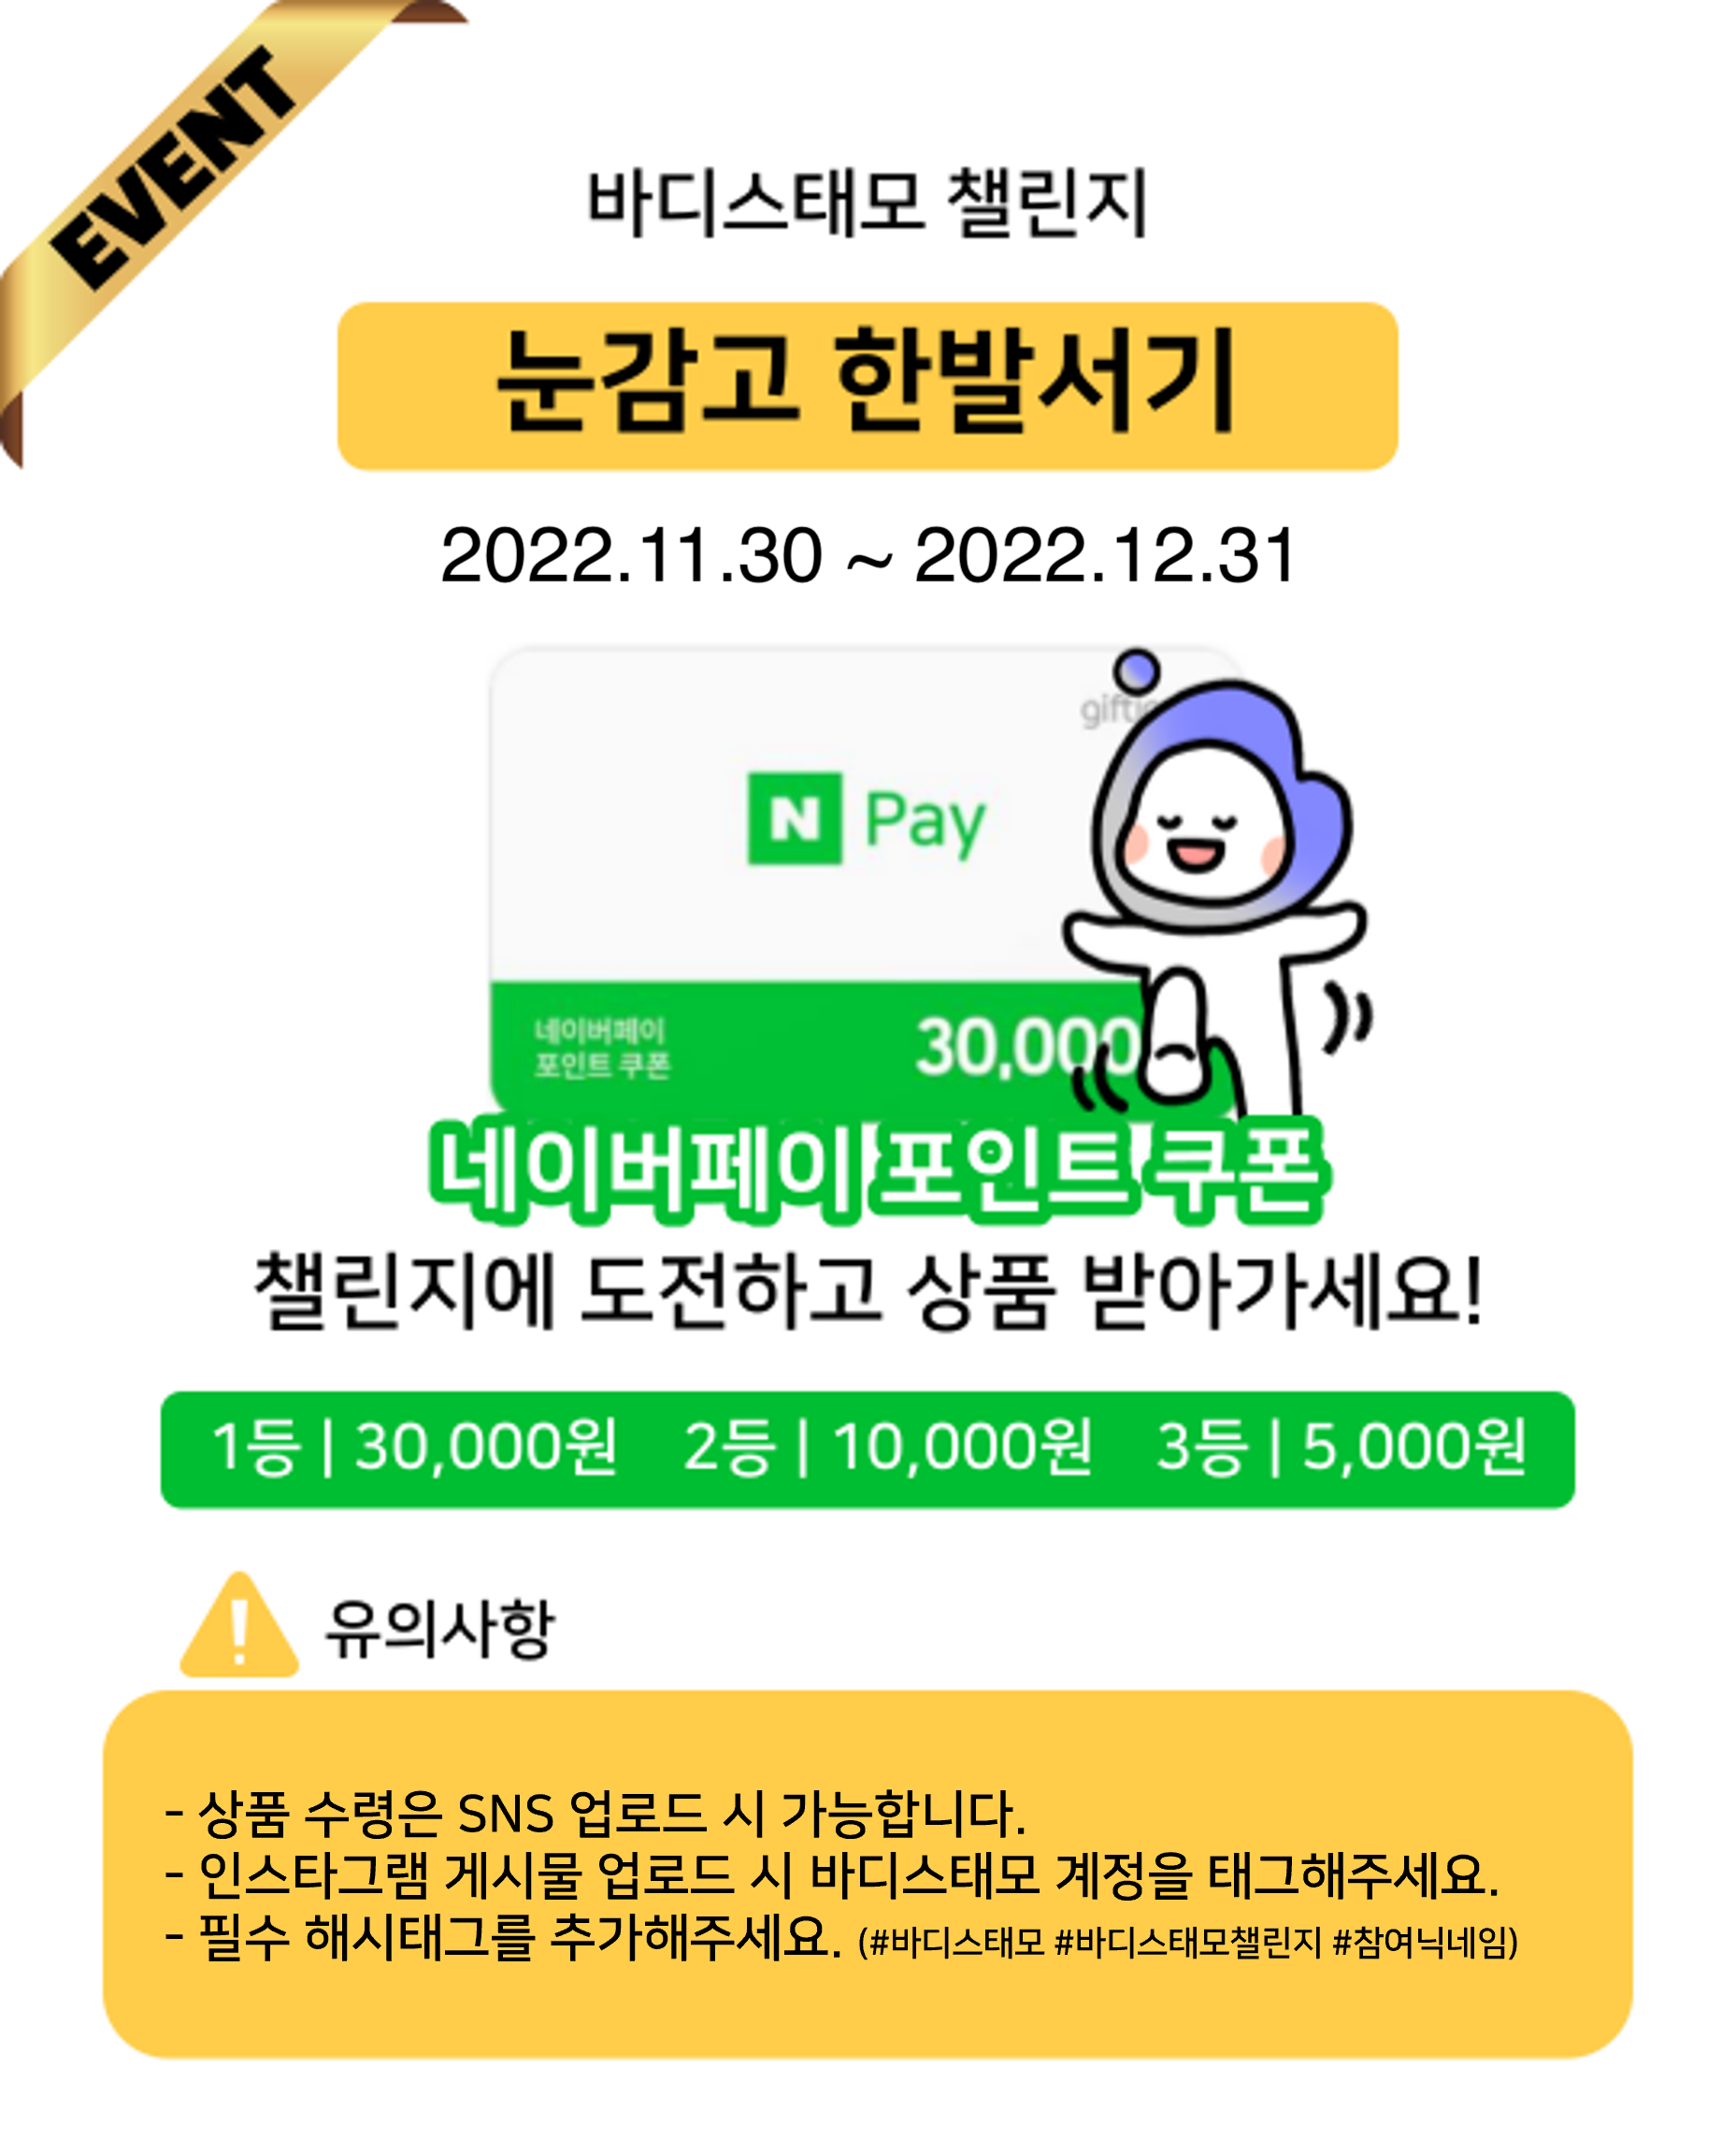 EVENT
바디스태모 챌린지
눈감고 한발서기
2022.11.30 ~ 2022.12.31
N Pay
네이버페이
포인트 쿠폰
30,000
네이버페이 포인트 쿠폰
챌린지에 도전하고 상품 받아가세요!
1등 | 30,000원 2등 | 10,000원 3등 | 5,000원
유의사항
- 상품 수령은 SNS 업로드 시 가능합니다.
- 인스타그램 게시물 업로드 시 바디스태모 계정을 태그해주세요.
- 필수 해시태그를 추가해주세요. (#바디스태모 #바디스태모챌린지 #참여닉네임)